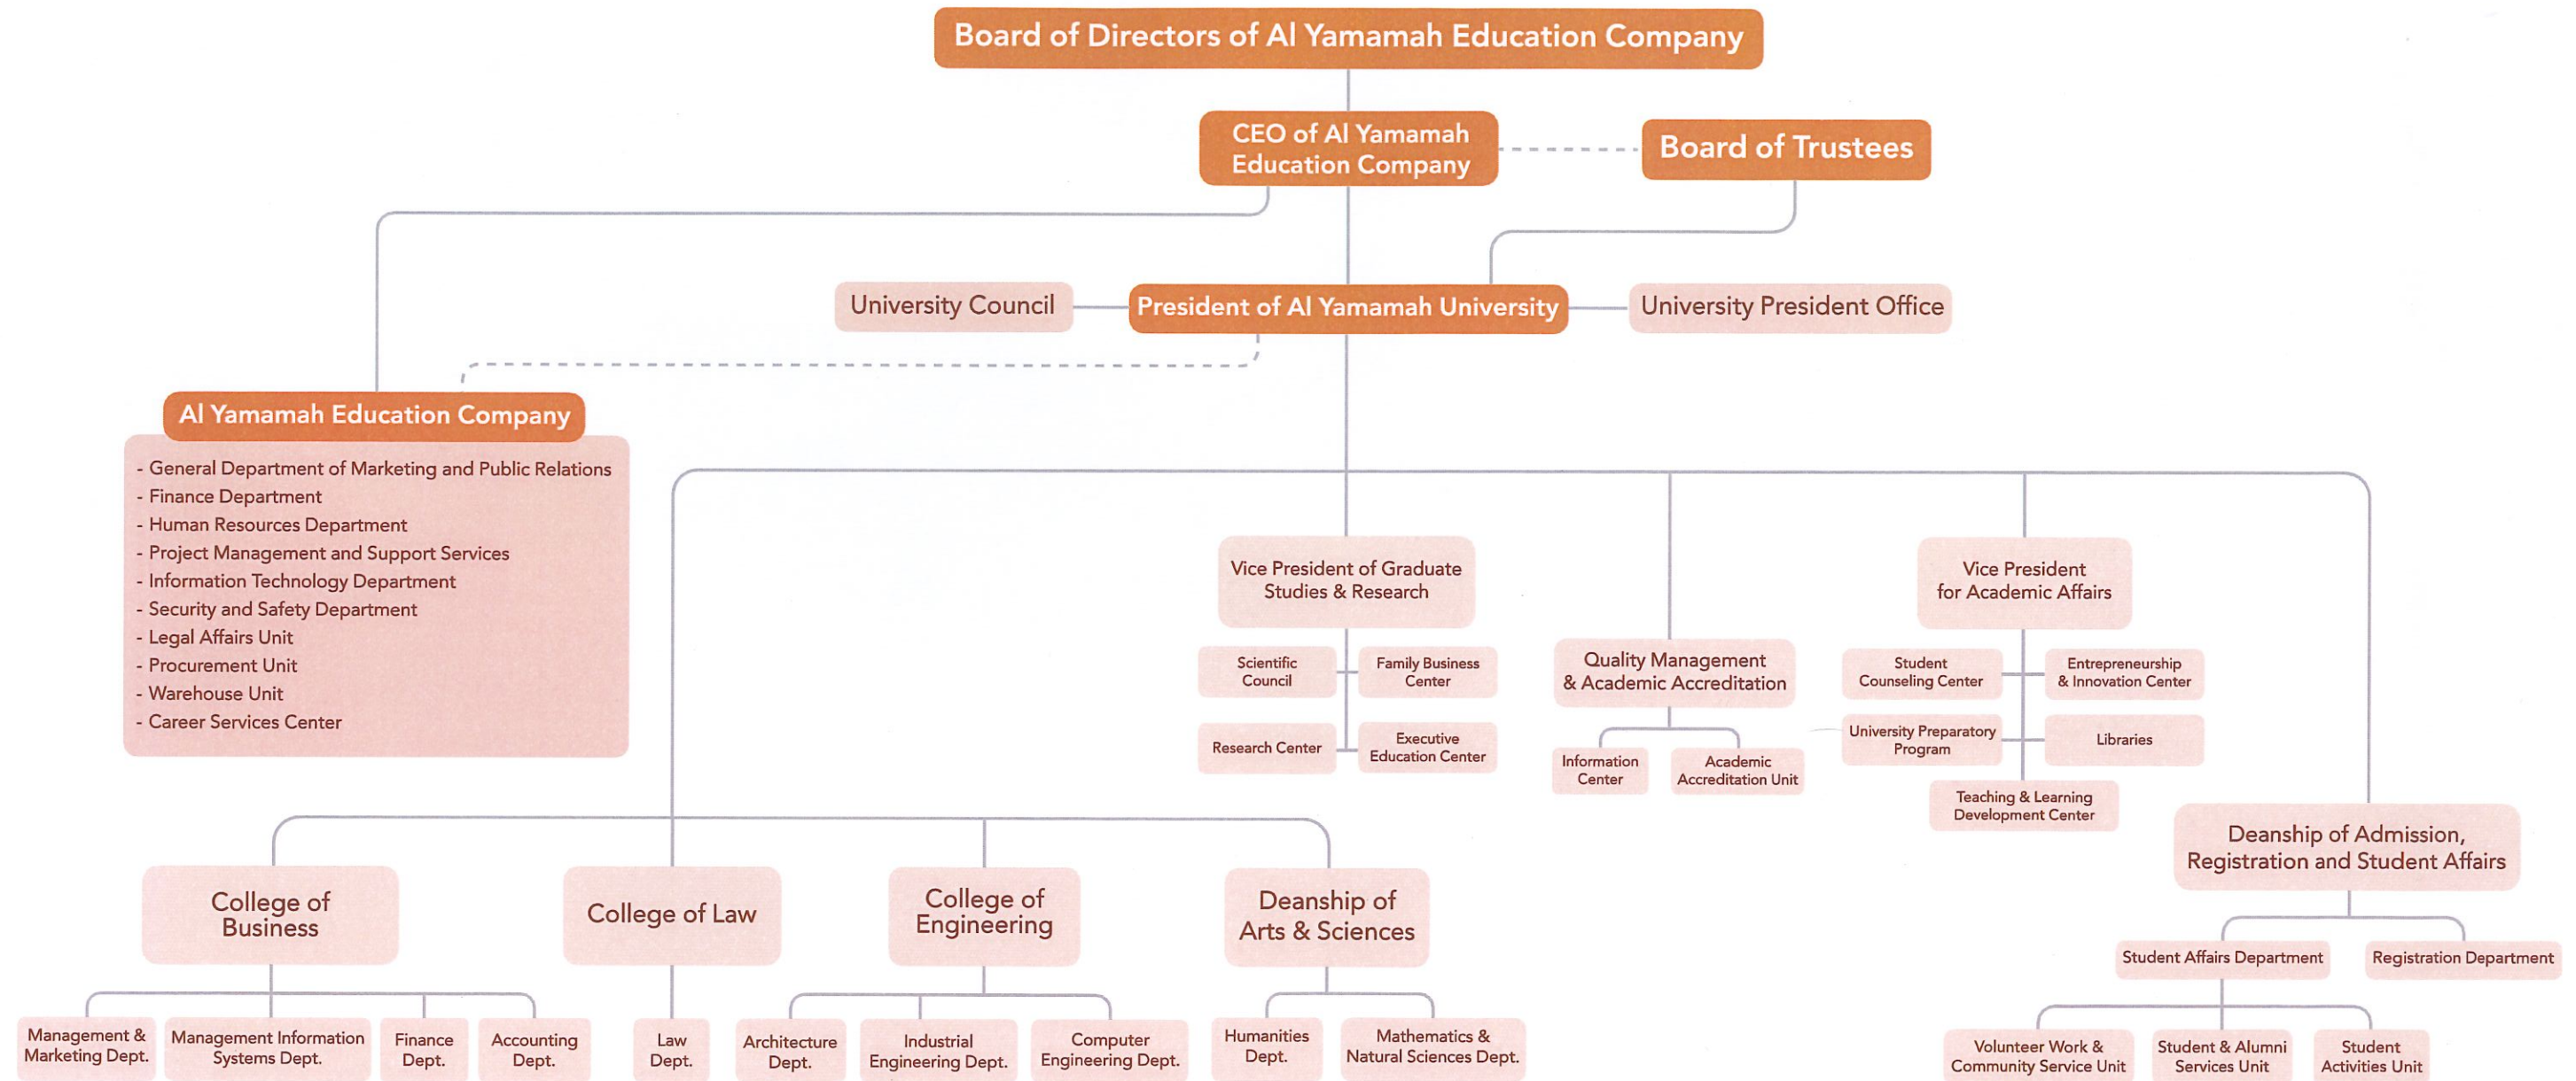 Board of Directors of Al Yamamah Education Company
CEO of Al Yamamah
Education Company
Board of Trustees
University Council
President of Al Yamamah University
University President Office
Al Yamamah Education Company
- General Department of Marketing and Public Relations
- Finance Department
- Human Resources Department
- Project Management and Support Services
- Information Technology Department
- Security and Safety Department
- Legal Affairs Unit
- Procurement Unit
- Warehouse Unit
- Career Services Center
Vice President of Graduate
Studies & Research
Scientific
Council
Family Business
Center
Research Center
Executive
Education Center
Quality Management
& Academic Accreditation
Information
Center
Academic
Accreditation Unit
Vice President
for Academic Affairs
Student
Counseling Center
Entrepreneurship
& Innovation Center
University Preparatory
Program
Libraries
Teaching & Learning
Development Center
Deanship of Admission,
Registration and Student Affairs
Student Affairs Department
Registration Department
Volunteer Work &
Community Service Unit
Student & Alumni
Services Unit
Student
Activities Unit
College of
Business
Management &
Marketing Dept.
Management Information
Systems Dept.
Finance
Dept.
Accounting
Dept.
College of Law
Law
Dept.
College of
Engineering
Architecture
Dept.
Industrial
Engineering Dept.
Computer
Engineering Dept.
Deanship of
Arts & Sciences
Humanities
Dept.
Mathematics &
Natural Sciences Dept.